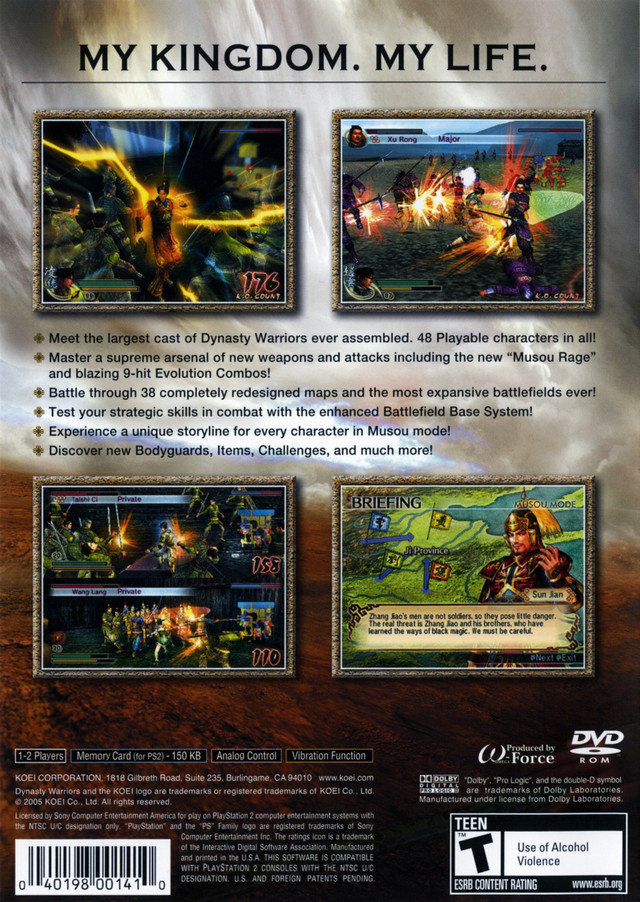 MY KINGDOM. MY LIFE.
Xu Rong Major
176
K.O. COUNT
K.O. COUNT
Meet the largest cast of Dynasty Warriors ever assembled. 48 Playable characters in all!
Master a supreme arsenal of new weapons and attacks including the new “Musou Rage”
and blazing 9-hit Evolution Combos!
Battle through 38 completely redesigned maps and the most expansive battlefields ever!
Test your strategic skills in combat with the enhanced Battlefield Base System!
Experience a unique storyline for every character in Musou mode!
Discover new Bodyguards, Items, Challenges, and much more!
Taishi Ci Private
155
Wang Lang Private
110
BRIEFING
MUSOU MODE
Ji Province
Sun Jian
Zhang Jiao's men are not soldiers, so they pose little danger.
The real threat is Zhang Jiao and his brothers, who have
learned the ways of black magic. We must be careful.
Next Exit
1-2 Players Memory Card (for PS2) - 150 KB Analog Control Vibration Function
Produced by
ω-Force
DVD
ROM
KOEI CORPORATION, 1818 Gilbreth Road, Suite 235, Burlingame, CA 94010 www.koei.com
Dynasty Warriors and the KOEI logo are trademarks or registered trademarks of KOEI Co., Ltd.
© 2005 KOEI Co., Ltd. All rights reserved.
DOLBY
DIGITAL
PRO LOGIC II
"Dolby", "Pro Logic", and the double-D symbol
are trademarks of Dolby Laboratories.
Manufactured under license from Dolby Laboratories.
Licensed by Sony Computer Entertainment America for play on PlayStation 2 computer entertainment systems with
the NTSC U/C designation only. "PlayStation" and the "PS" Family logo are registered trademarks of Sony
Computer Entertainment Inc. The ratings icon is a trademark
of the Interactive Digital Software Association. Manufactured
and printed in the U.S.A. THIS SOFTWARE IS COMPATIBLE
WITH PLAYSTATION 2 CONSOLES WITH THE NTSC U/C
DESIGNATION. U.S. AND FOREIGN PATENTS PENDING.
0 40198 00141 0
TEEN
T
TM
Use of Alcohol
Violence
ESRB CONTENT RATING www.esrb.org